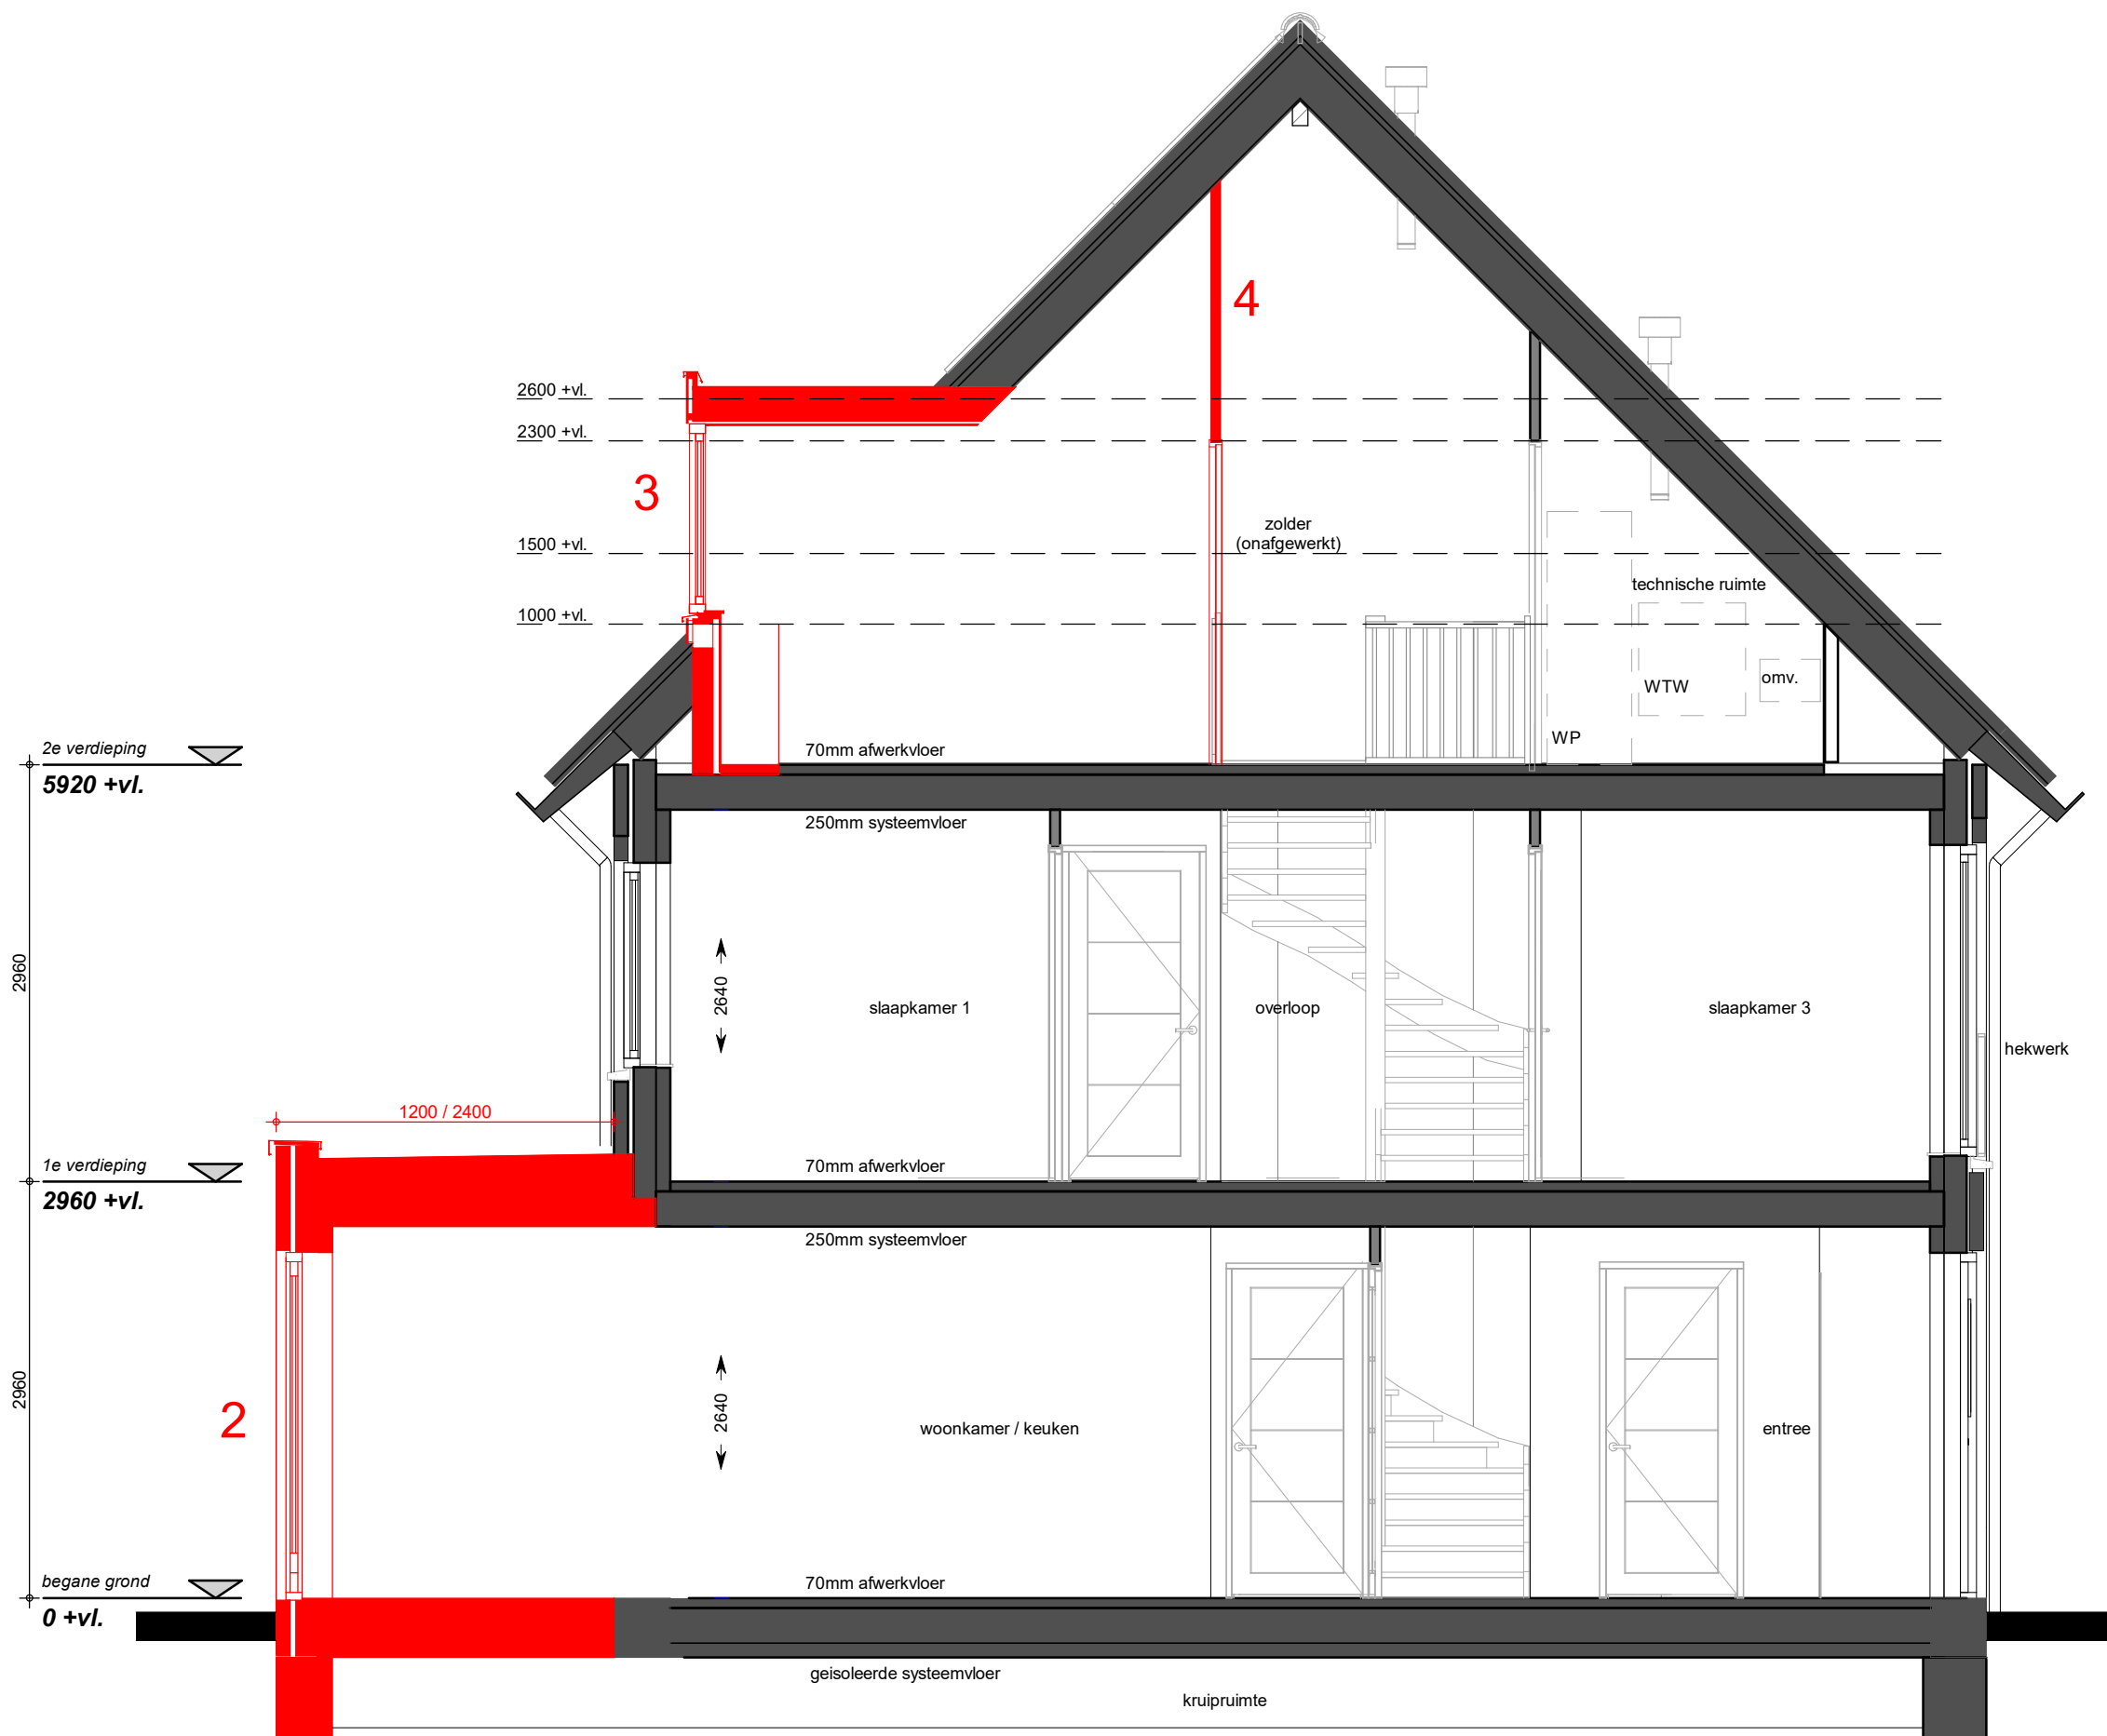 4
2600 +vl.
2300 +vl.
3
zolder
(onafgewerkt)
1500 +vl.
technische ruimte
1000 +vl.
WTW
omv.
WP
2e verdieping
70mm afwerkvloer
5920 +vl.
250mm systeemvloer
2960
2640
slaapkamer 1
overloop
slaapkamer 3
hekwerk
1200 / 2400
1e verdieping
70mm afwerkvloer
2960 +vl.
250mm systeemvloer
2960
2640
2
woonkamer / keuken
entree
begane grond
70mm afwerkvloer
0 +vl.
geisoleerde systeemvloer
kruipruimte